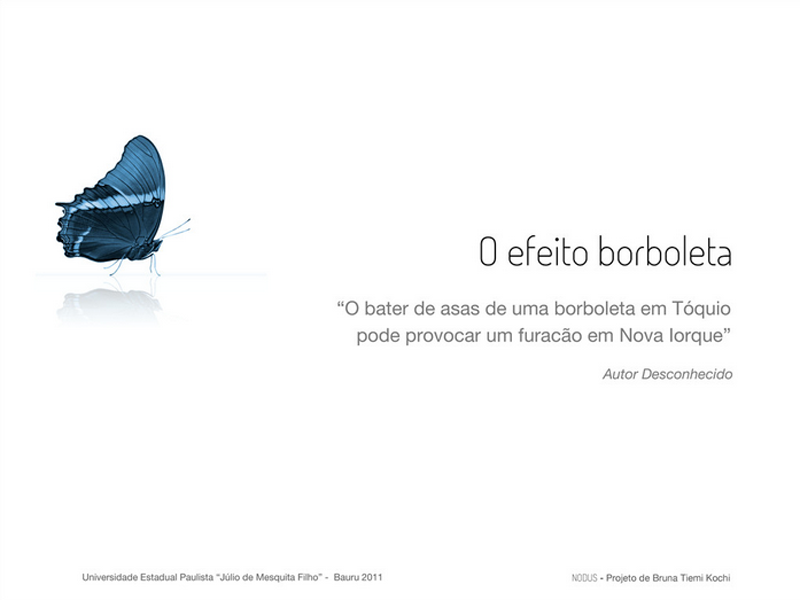 O efeito borboleta
“O bater de asas de uma borboleta em Tóquio
pode provocar um furacão em Nova Iorque”
Autor Desconhecido
Universidade Estadual Paulista “Júlio de Mesquita Filho” - Bauru 2011
NODUS - Projeto de Bruna Tiemi Kochi